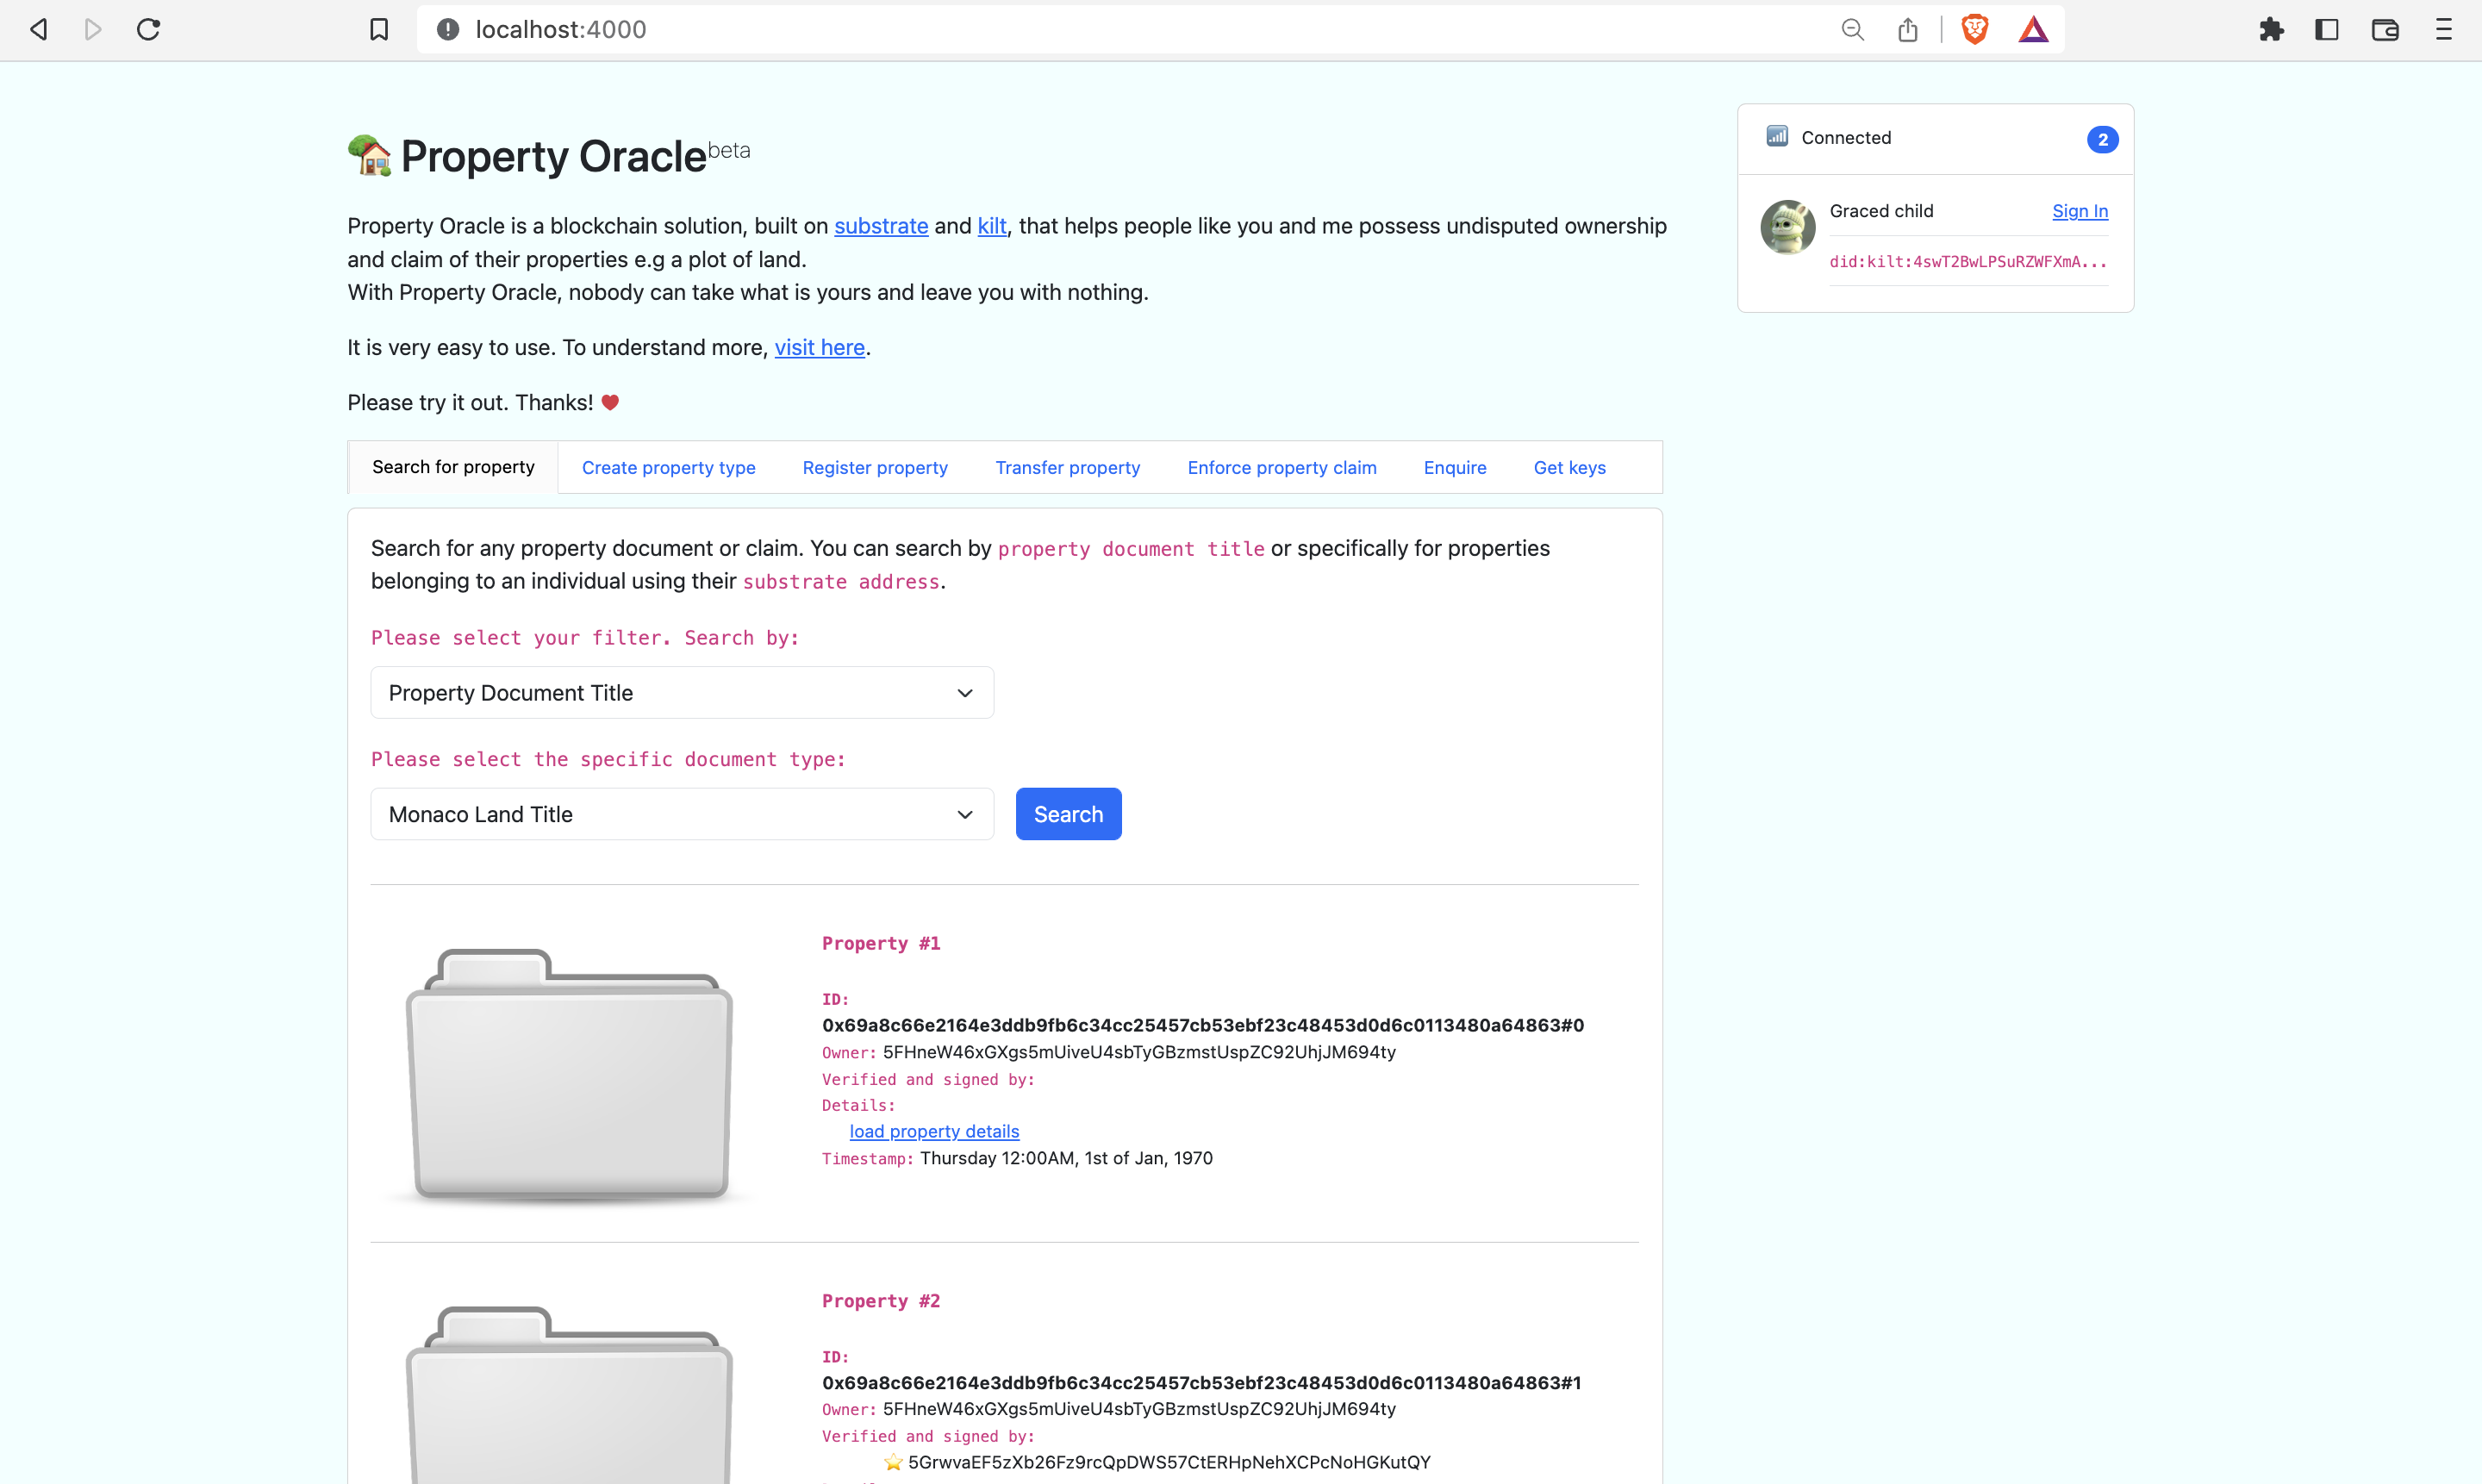 localhost:4000
Property Oracle beta
Connected
2
Graced child
Sign In
did:kilt:4swT2BwLPSuRZWFXmA...
Property Oracle is a blockchain solution, built on substrate and kilt, that helps people like you and me possess undisputed ownership
and claim of their properties e.g a plot of land.
With Property Oracle, nobody can take what is yours and leave you with nothing.
It is very easy to use. To understand more, visit here.
Please try it out. Thanks! ❤️
Search for property
Create property type
Register property
Transfer property
Enforce property claim
Enquire
Get keys
Search for any property document or claim. You can search by property document title or specifically for properties
belonging to an individual using their substrate address.
Please select your filter. Search by:
Property Document Title
Please select the specific document type:
Monaco Land Title
Search
Property #1
ID:
0x69a8c66e2164e3ddb9fb6c34cc25457cb53ebf23c48453d0d6c0113480a64863#0
Owner: 5FHneW46xGXgs5mUiveU4sbTyGBzmstUspZC92UhjJM694ty
Verified and signed by:
Details:
load property details
Timestamp: Thursday 12:00AM, 1st of Jan, 1970
Property #2
ID:
0x69a8c66e2164e3ddb9fb6c34cc25457cb53ebf23c48453d0d6c0113480a64863#1
Owner: 5FHneW46xGXgs5mUiveU4sbTyGBzmstUspZC92UhjJM694ty
Verified and signed by:
⭐ 5GrwvaEF5zXb26Fz9rcQpDWS57CtERHpNehXCPcNoHGKutQY